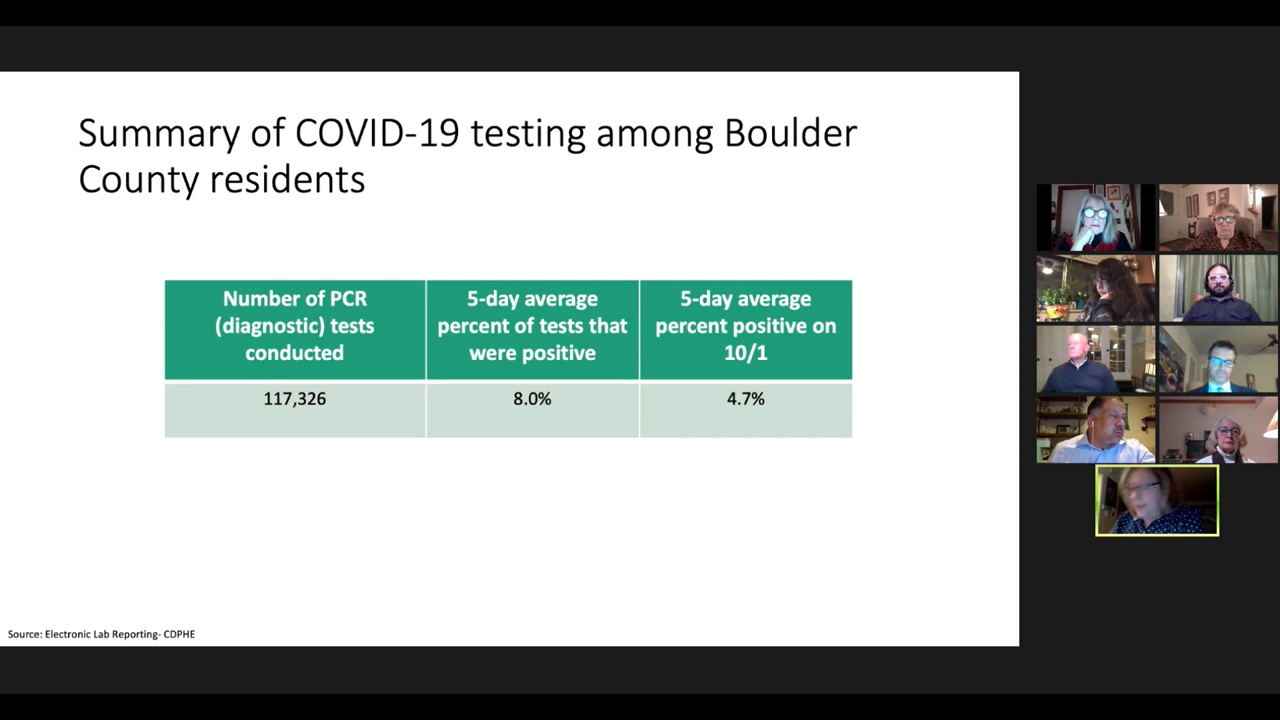 Summary of COVID-19 testing among Boulder
County residents
Number of PCR
(diagnostic) tests
conducted
5-day average
percent of tests that
were positive
5-day average
percent positive on
10/1
117,326
8.0%
4.7%
Source: Electronic Lab Reporting- CDPHE